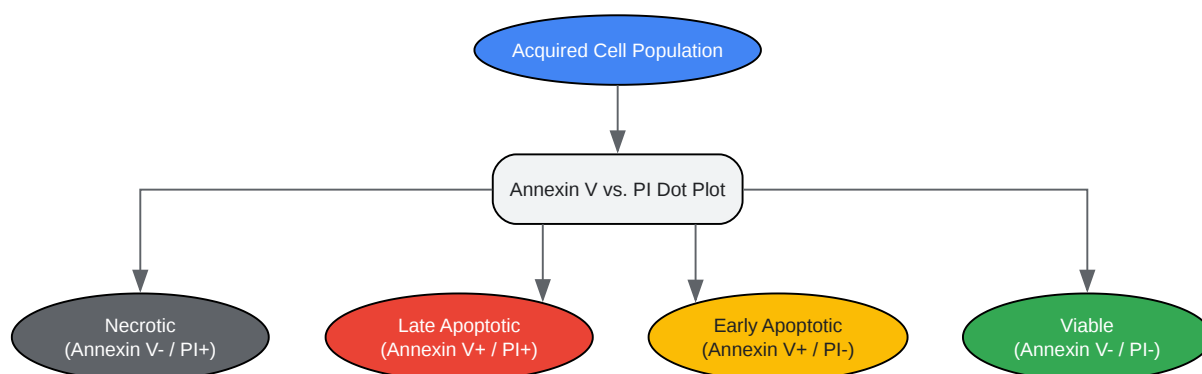 Acquired Cell Population
Annexin V vs. PI Dot Plot
Necrotic
(Annexin V- / PI+)
Late Apoptotic
(Annexin V+ / PI+)
Early Apoptotic
(Annexin V+ / PI-)
Viable
(Annexin V- / PI-)